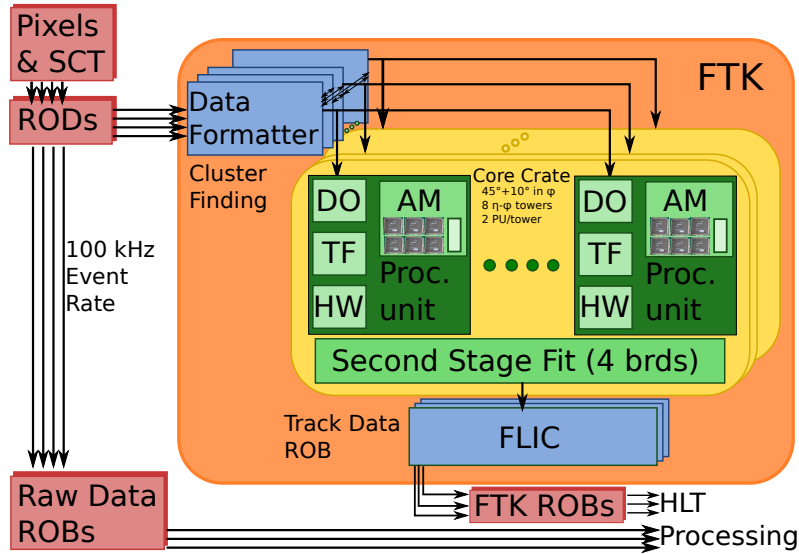 Pixels
& SCT
RODs
100 kHz
Event
Rate
Raw Data
ROBs
FTK
Data
Formatter
Cluster
Finding
Core Crate
45°+10° in φ
8 η-φ towers
2 PU/tower
DO
TF
HW
AM
Proc.
unit
DO
TF
HW
AM
Proc.
unit
Second Stage Fit (4 brds)
Track Data
ROB
FLIC
FTK ROBs
HLT
Processing